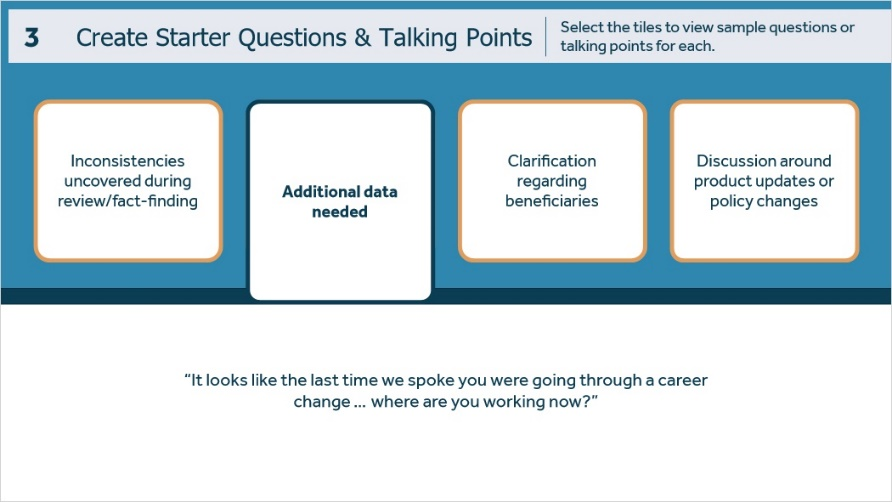 3 Create Starter Questions & Talking Points
Select the tiles to view sample questions or
talking points for each.
Inconsistencies
uncovered during
review/fact-finding
Additional data
needed
Clarification
regarding
beneficiaries
Discussion around
product updates or
policy changes
“It looks like the last time we spoke you were going through a career
change ... where are you working now?”